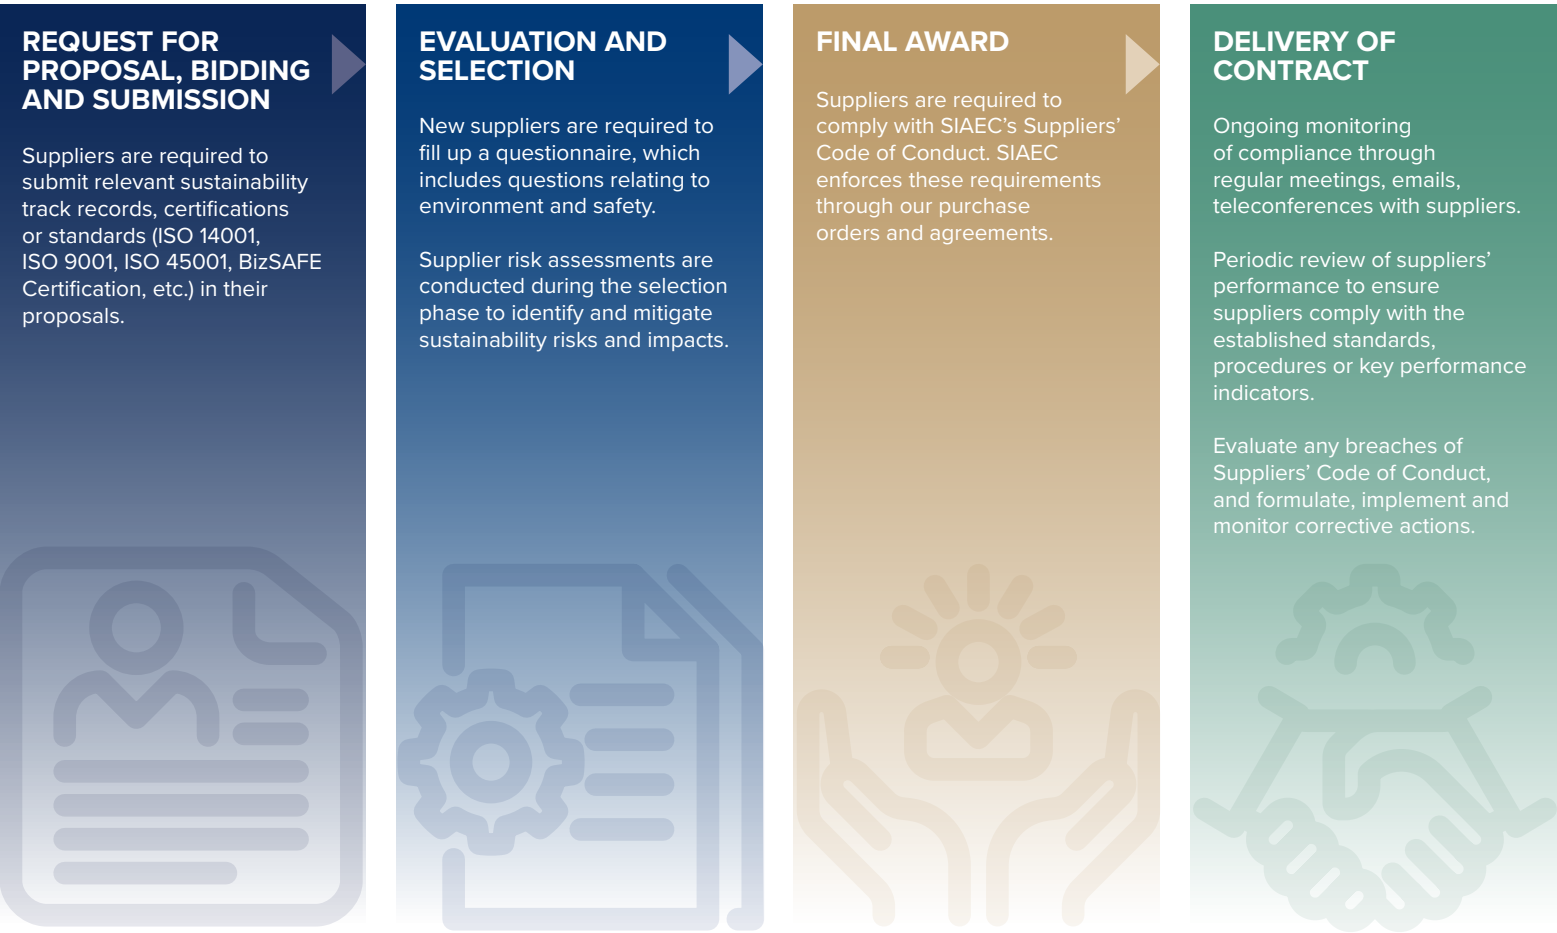 REQUEST FOR
PROPOSAL, BIDDING
AND SUBMISSION
Suppliers are required to
submit relevant sustainability
track records, certifications
or standards (ISO 14001,
ISO 9001, ISO 45001, BizSAFE
Certification, etc.) in their
proposals.
EVALUATION AND
SELECTION
New suppliers are required to
fill up a questionnaire, which
includes questions relating to
environment and safety.
Supplier risk assessments are
conducted during the selection
phase to identify and mitigate
sustainability risks and impacts.
FINAL AWARD
Suppliers are required to
comply with SIAEC’s Suppliers’
Code of Conduct. SIAEC
enforces these requirements
through our purchase
orders and agreements.
DELIVERY OF
CONTRACT
Ongoing monitoring
of compliance through
regular meetings, emails,
teleconferences with suppliers.
Periodic review of suppliers’
performance to ensure
suppliers comply with the
established standards,
procedures or key performance
indicators.
Evaluate any breaches of
Suppliers’ Code of Conduct,
and formulate, implement and
monitor corrective actions.